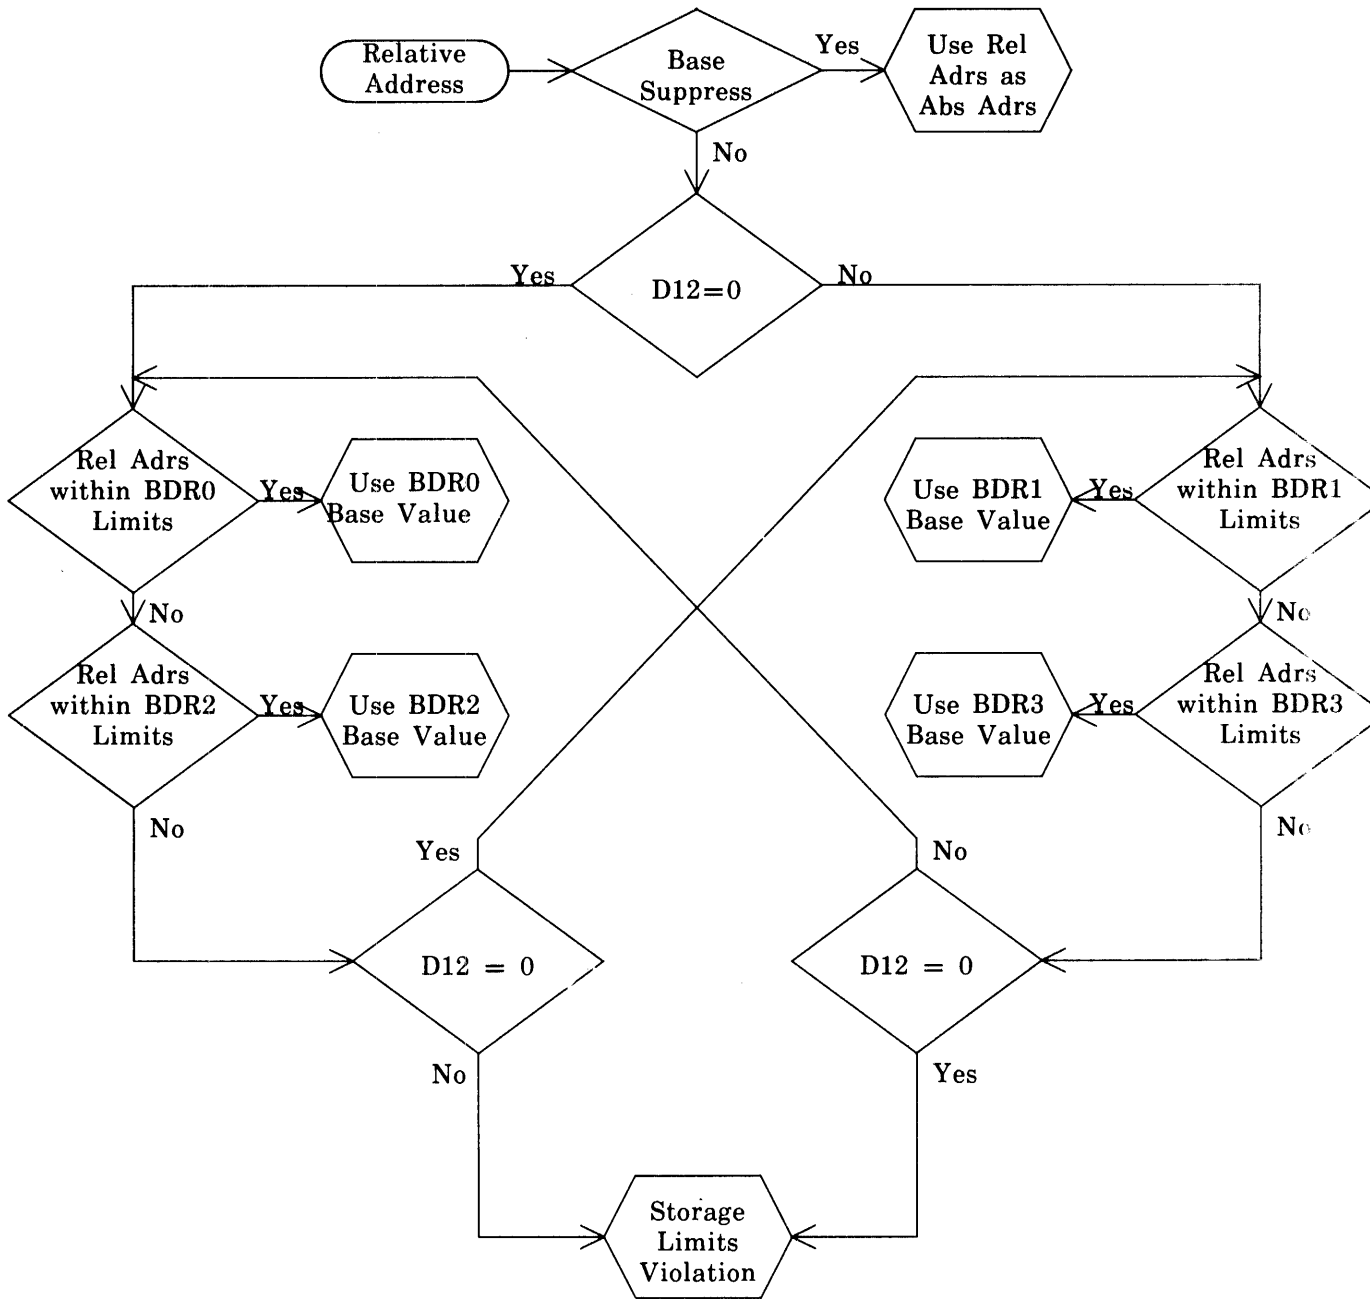 Relative
Address
Base
Suppress
Yes
Use Rel
Adrs as
Abs Adrs
No
Yes
D12=0
No
Rel Adrs
within BDR0
Limits
Yes
Use BDR0
Base Value
Use BDR1
Base Value
Yes
Rel Adrs
within BDR1
Limits
No
No
Rel Adrs
within BDR2
Limits
Yes
Use BDR2
Base Value
Use BDR3
Base Value
Yes
Rel Adrs
within BDR3
Limits
No
No
Yes
No
D12 = 0
D12 = 0
No
Yes
Storage
Limits
Violation